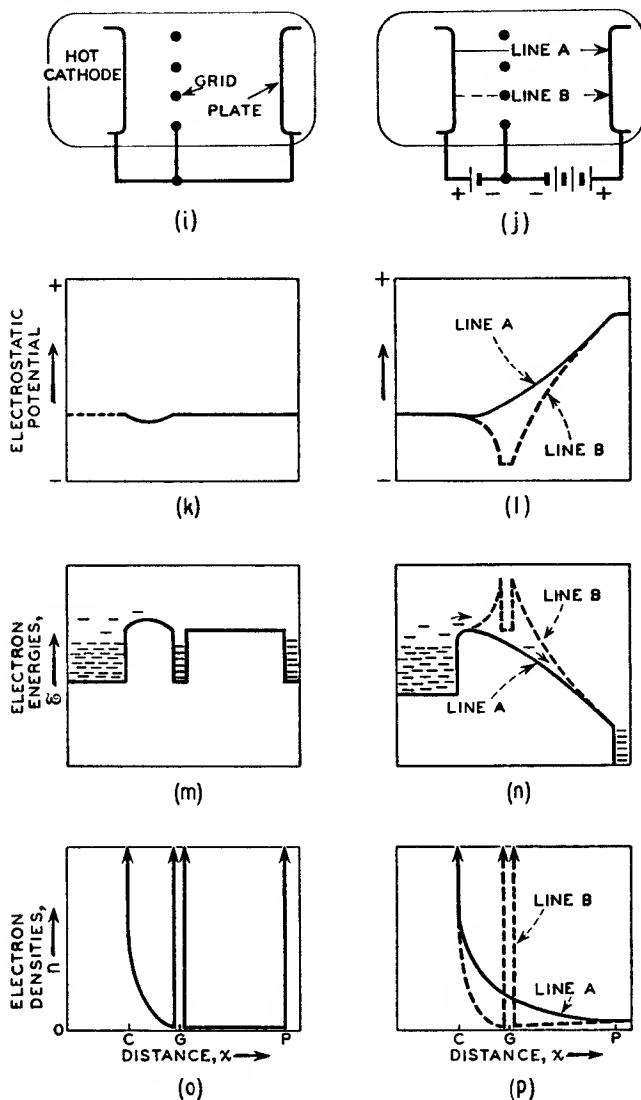 HOT
CATHODE
GRID
PLATE
(i)
LINE A
LINE B
+ − − +
(j)
ELECTROSTATIC
POTENTIAL
+
−
(k)
+
−
LINE A
LINE B
(l)
ELECTRON
ENERGIES,
(m)
LINE B
LINE A
(n)
ELECTRON
DENSITIES,
n
0
C G P
DISTANCE, x
(o)
LINE B
LINE A
C G P
DISTANCE, x
(p)